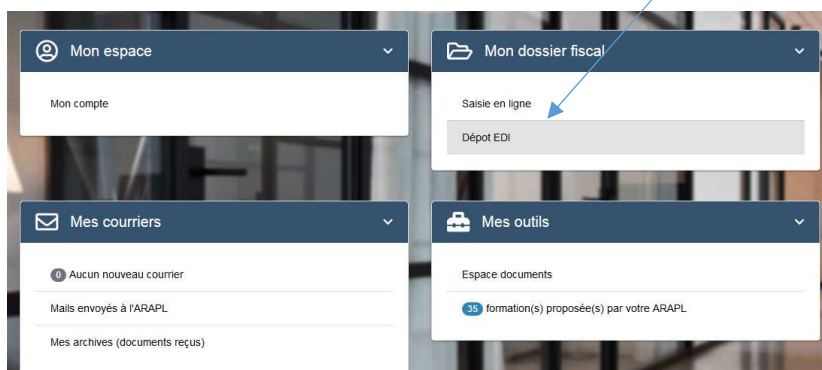 Mon espace
Mon compte
Mon dossier fiscal
Saisie en ligne
Dépot EDI
Mes courriers
0 Aucun nouveau courrier
Mails envoyés à l'ARAPL
Mes archives (documents reçus)
Mes outils
Espace documents
35 formation(s) proposée(s) par votre ARAPL